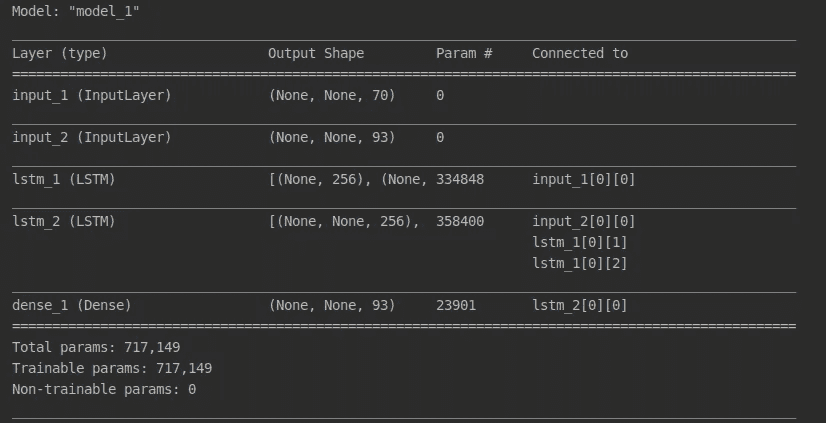 Model: "model_1"
Layer (type) Output Shape Param # Connected to
input_1 (InputLayer) (None, None, 70) 0
input_2 (InputLayer) (None, None, 93) 0
lstm_1 (LSTM) [(None, 256), (None, 334848 input_1[0][0]
lstm_2 (LSTM) [(None, None, 256), 358400 input_2[0][0]
lstm_1[0][1]
lstm_1[0][2]
dense_1 (Dense) (None, None, 93) 23901 lstm_2[0][0]
Total params: 717,149
Trainable params: 717,149
Non-trainable params: 0